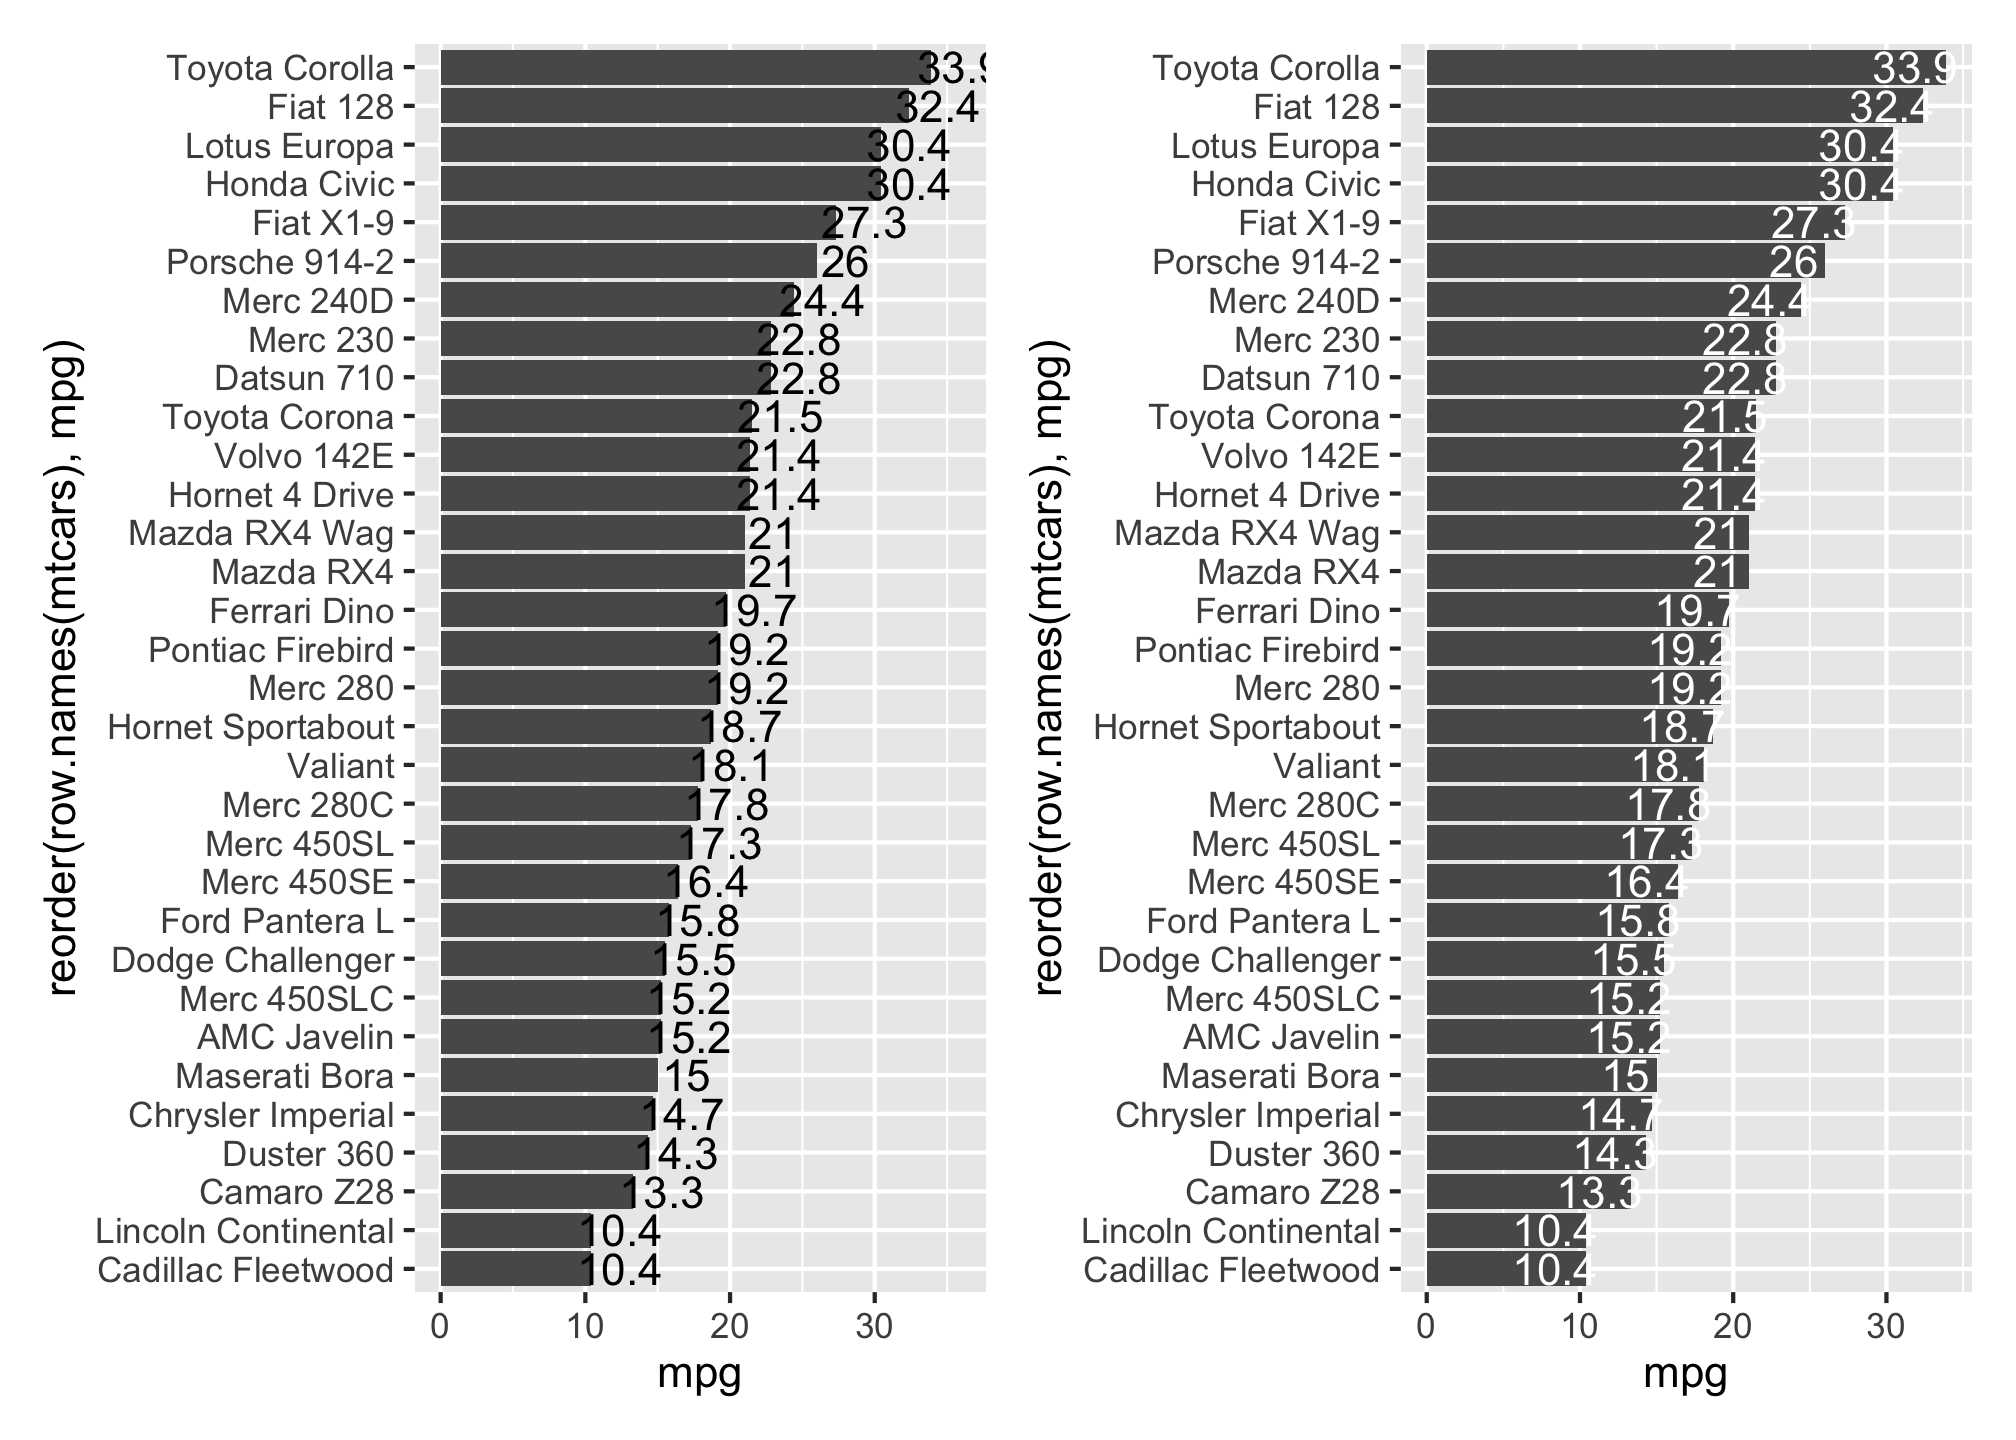 reorder(row.names(mtcars), mpg)
Toyota Corolla 33.9
Fiat 128 32.4
Lotus Europa 30.4
Honda Civic 30.4
Fiat X1-9 27.3
Porsche 914-2 26
Merc 240D 24.4
Merc 230 22.8
Datsun 710 22.8
Toyota Corona 21.5
Volvo 142E 21.4
Hornet 4 Drive 21.4
Mazda RX4 Wag 21
Mazda RX4 21
Ferrari Dino 19.7
Pontiac Firebird 19.2
Merc 280 19.2
Hornet Sportabout 18.7
Valiant 18.1
Merc 280C 17.8
Merc 450SL 17.3
Merc 450SE 16.4
Ford Pantera L 15.8
Dodge Challenger 15.5
Merc 450SLC 15.2
AMC Javelin 15.2
Maserati Bora 15
Chrysler Imperial 14.7
Duster 360 14.3
Camaro Z28 13.3
Lincoln Continental 10.4
Cadillac Fleetwood 10.4
0 10 20 30
mpg
reorder(row.names(mtcars), mpg)
Toyota Corolla 33.9
Fiat 128 32.4
Lotus Europa 30.4
Honda Civic 30.4
Fiat X1-9 27.3
Porsche 914-2 26
Merc 240D 24.4
Merc 230 22.8
Datsun 710 22.8
Toyota Corona 21.5
Volvo 142E 21.4
Hornet 4 Drive 21.4
Mazda RX4 Wag 21
Mazda RX4 21
Ferrari Dino 19.7
Pontiac Firebird 19.2
Merc 280 19.2
Hornet Sportabout 18.7
Valiant 18.1
Merc 280C 17.8
Merc 450SL 17.3
Merc 450SE 16.4
Ford Pantera L 15.8
Dodge Challenger 15.5
Merc 450SLC 15.2
AMC Javelin 15.2
Maserati Bora 15
Chrysler Imperial 14.7
Duster 360 14.3
Camaro Z28 13.3
Lincoln Continental 10.4
Cadillac Fleetwood 10.4
0 10 20 30
mpg